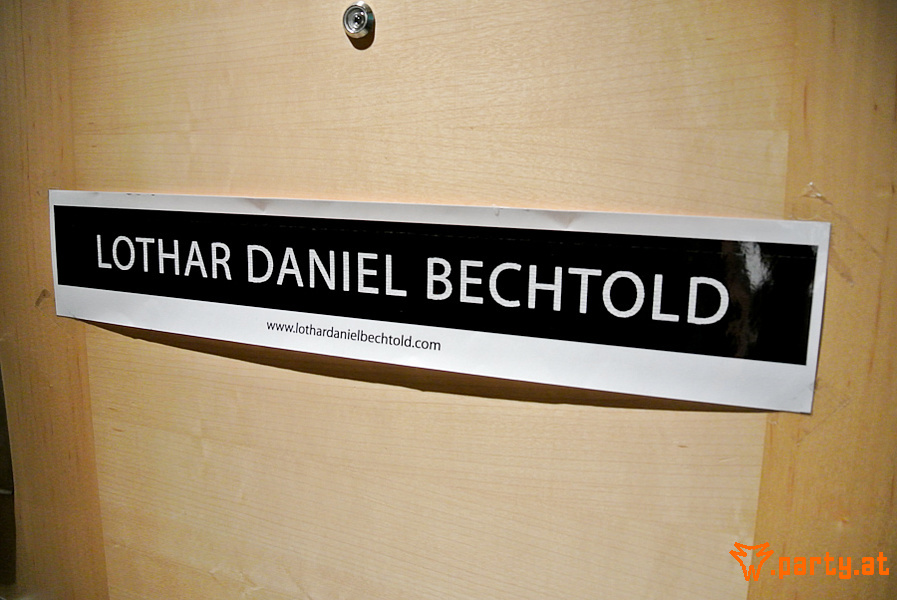 LOTHAR DANIEL BECHTOLD
www.lothardanielbechtold.com
party.at